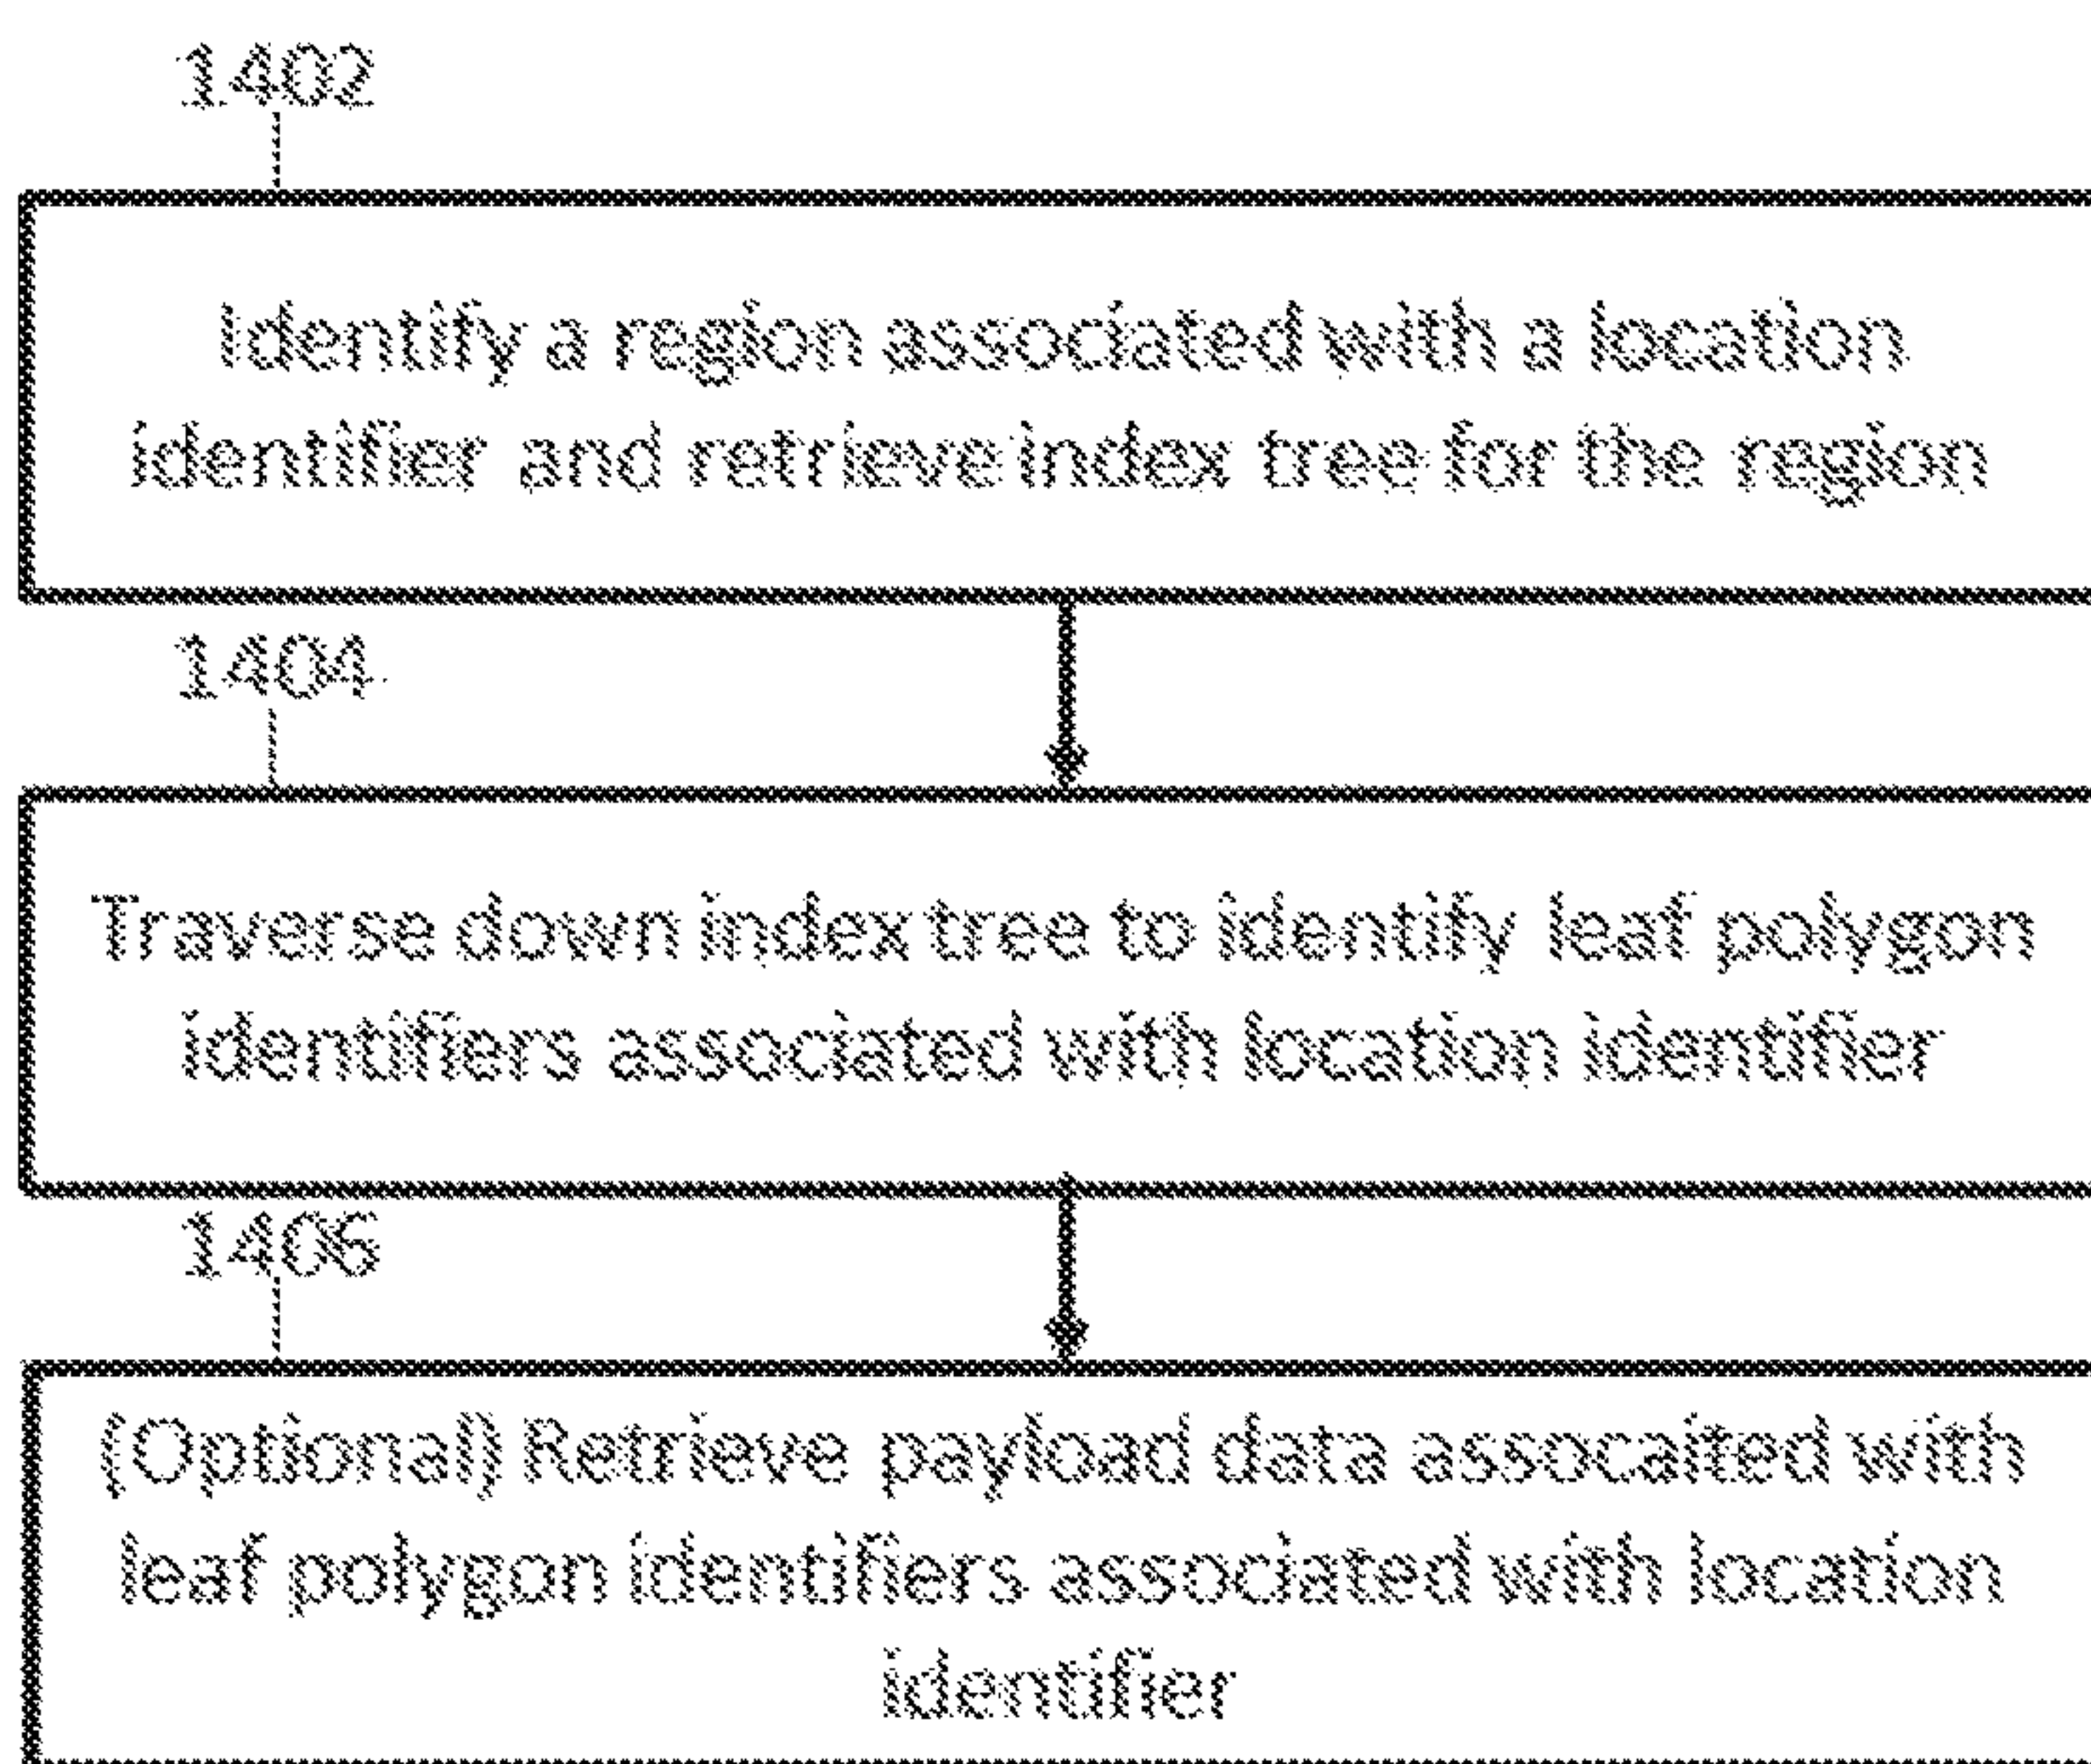 1402
Identify a region associated with a location
identifier and retrieve index tree for the region
1404
Traverse down index tree to identify leaf polygon
identifiers associated with location identifier
1406
(Optional) Retrieve payload data assocaited with
leaf polygon identifiers associated with location
identifier